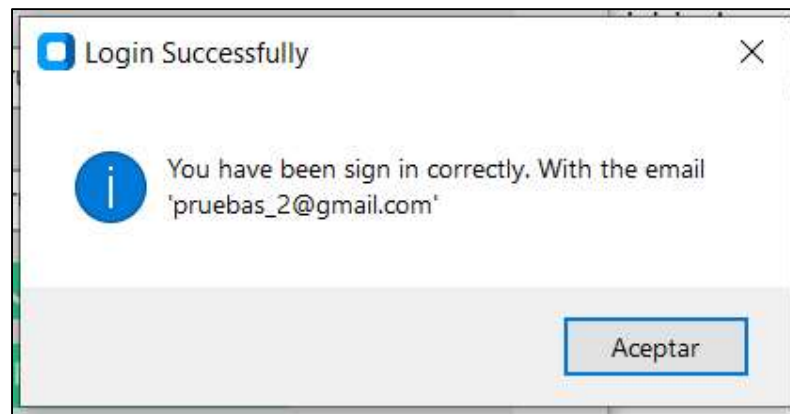 Login Successfully
You have been sign in correctly. With the email
'pruebas_2@gmail.com'
Aceptar